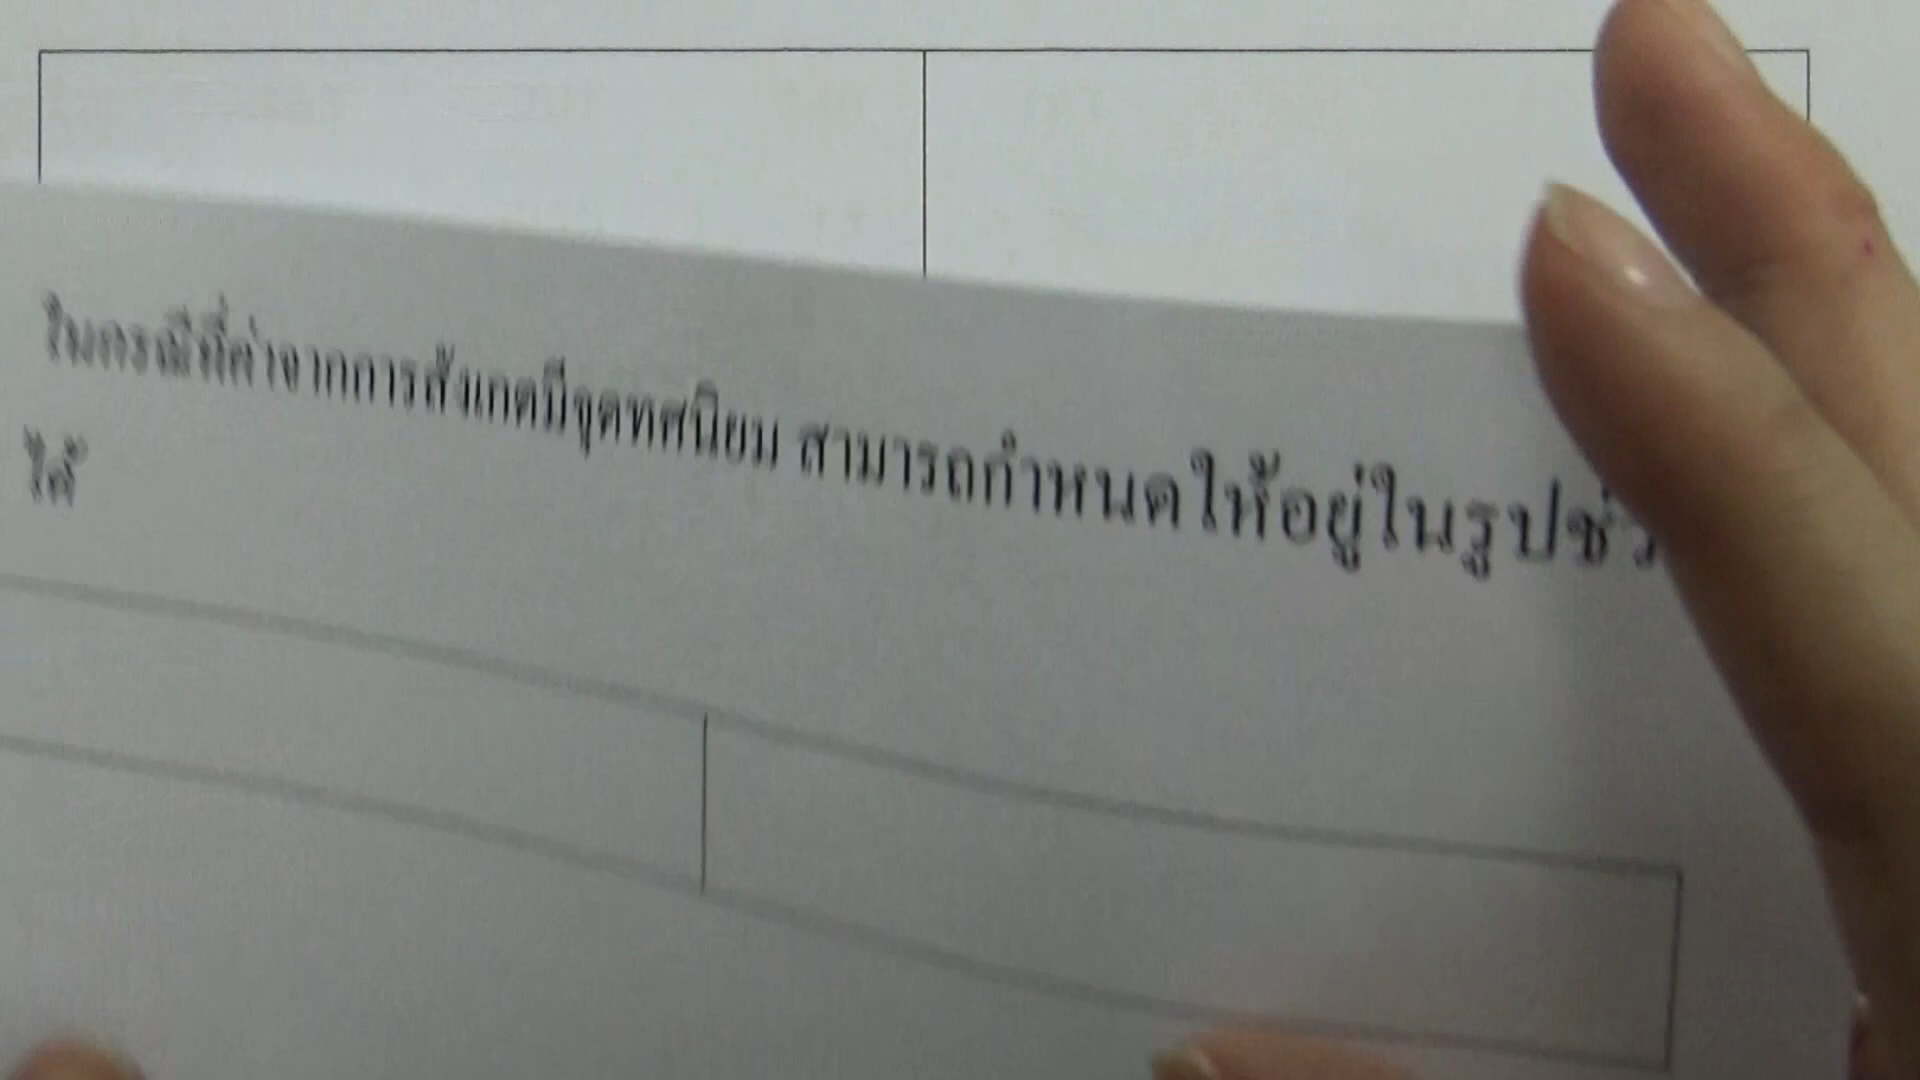 ในกรณีที่ค่าจากการสังเกตมีจุดทศนิยม สามารถกำหนดให้อยู่ในรูป
ได้